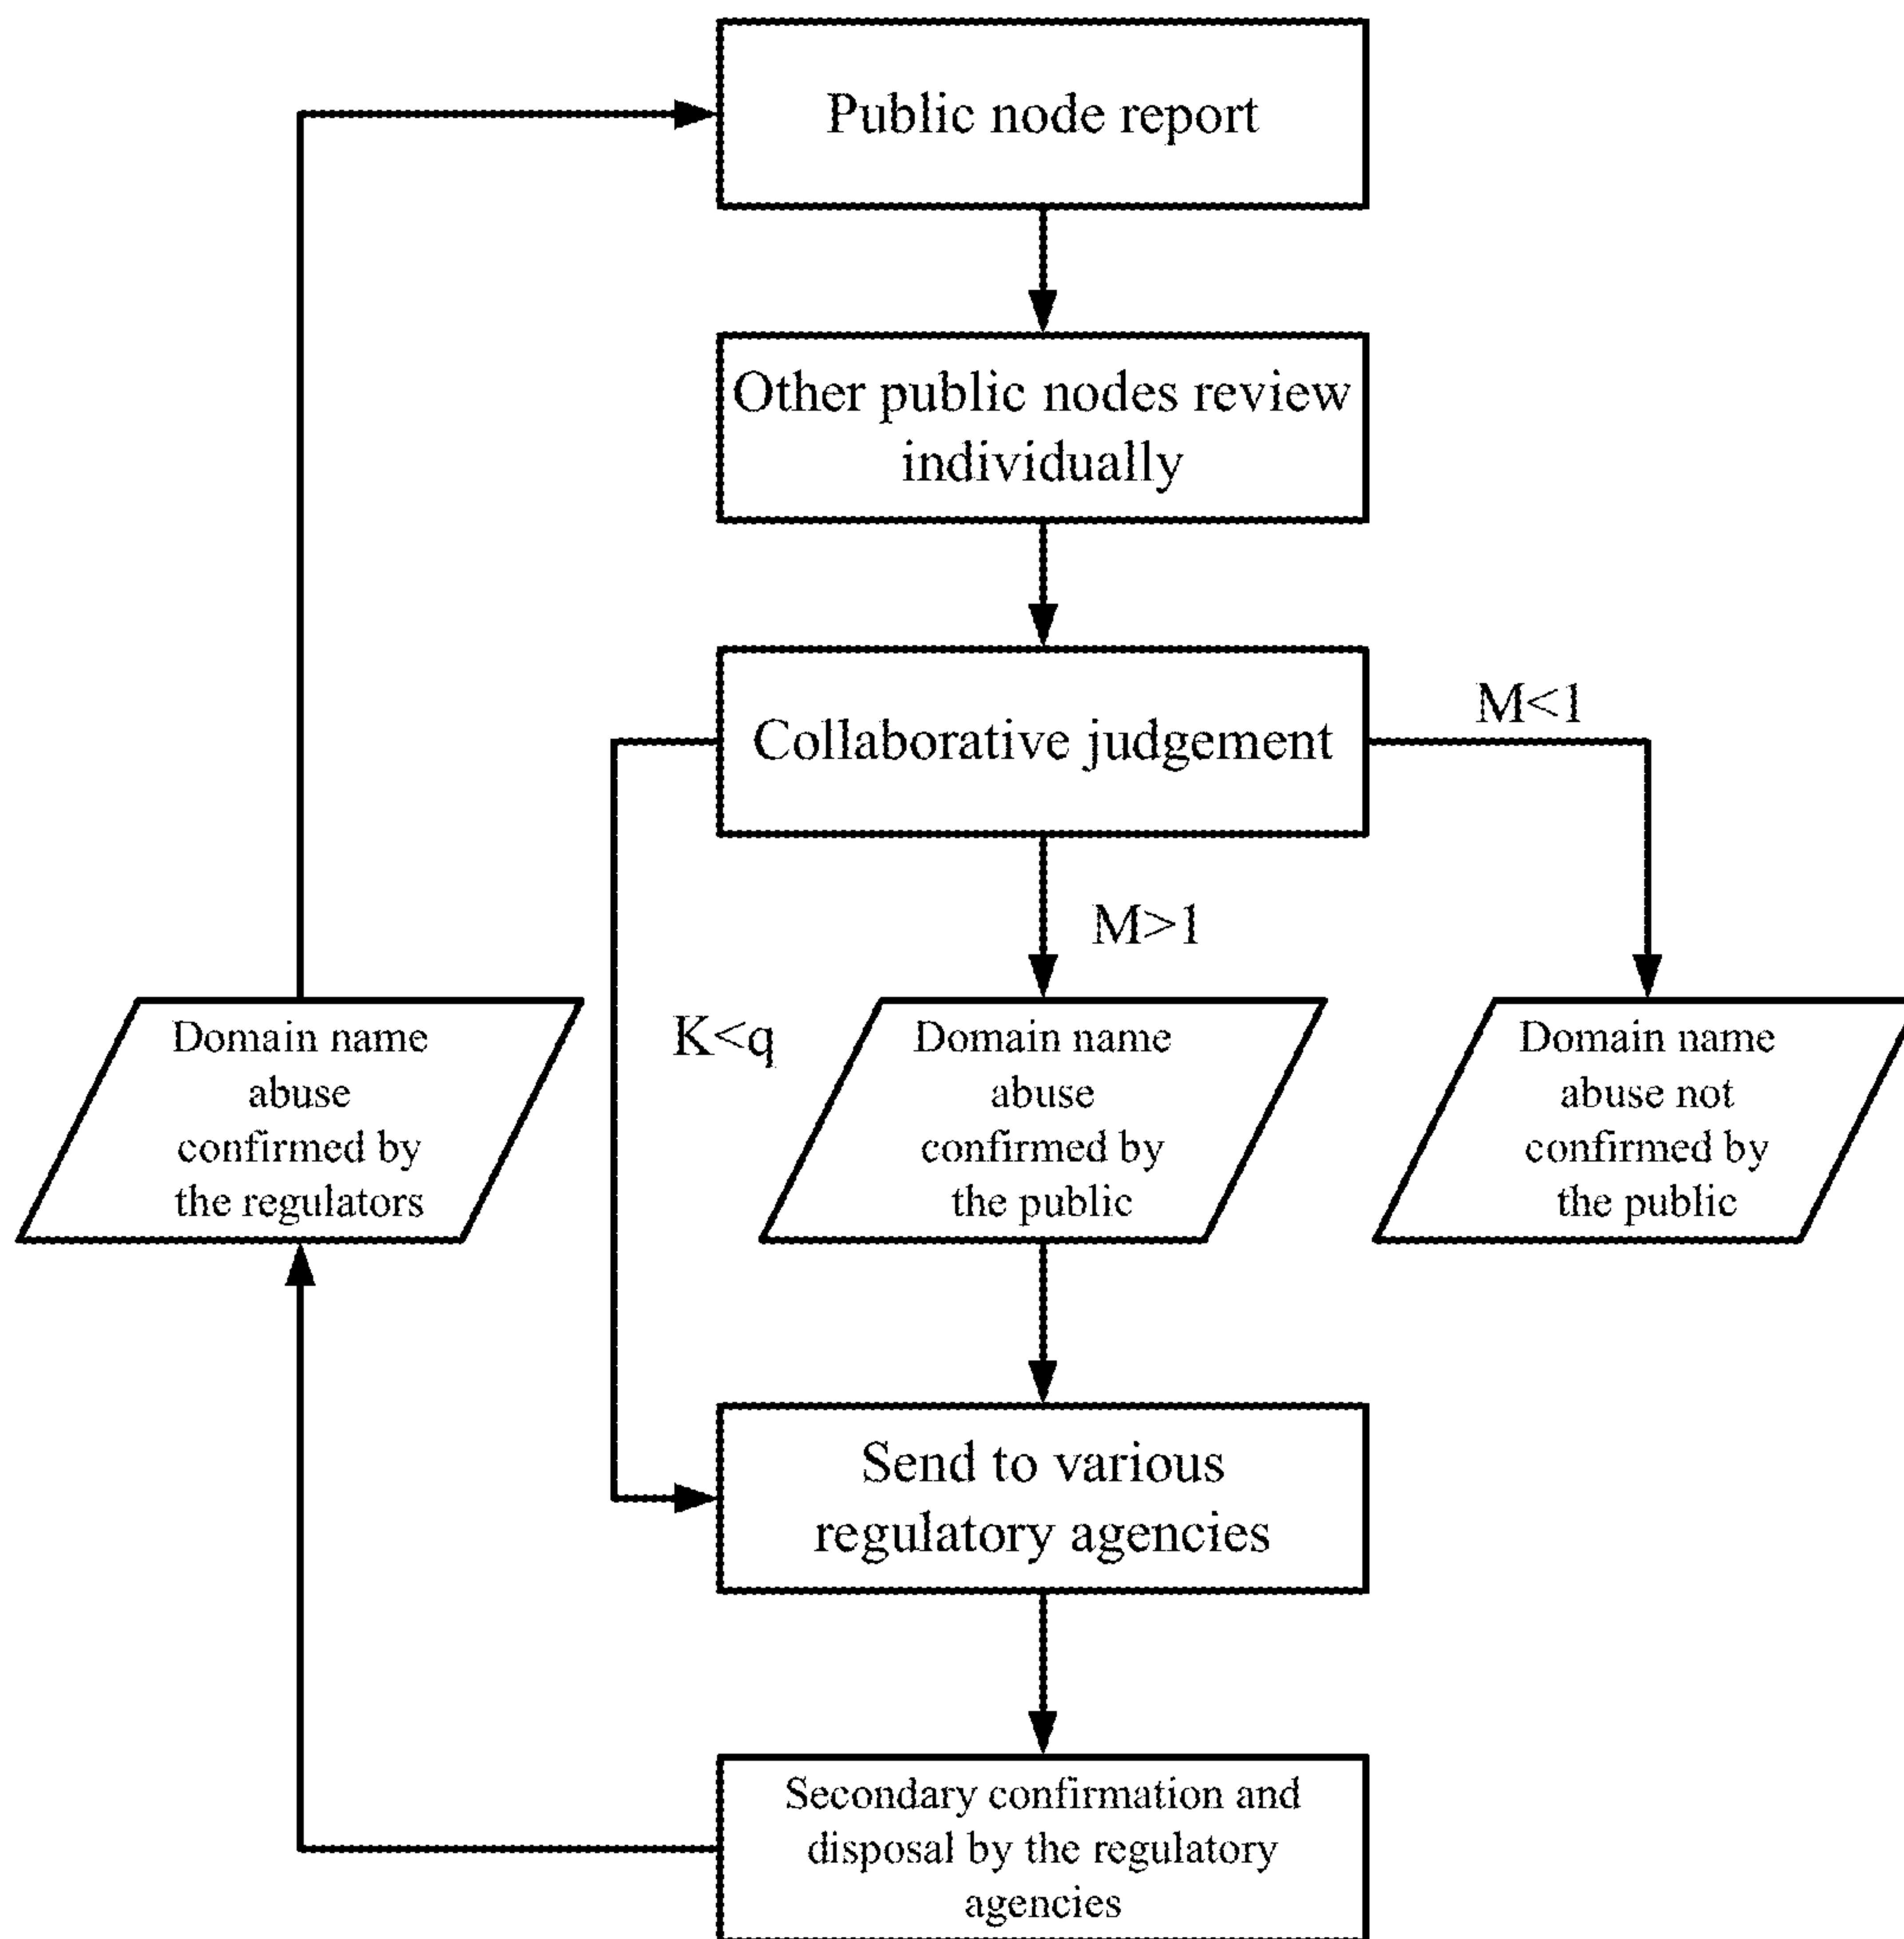 Public node report
Other public nodes review
individually
Collaborative judgement
M<1
M>1
K<q
Domain name
abuse
confirmed by
the regulators
Domain name
abuse
confirmed by
the public
Domain name
abuse not
confirmed by
the public
Send to various
regulatory agencies
Secondary confirmation and
disposal by the regulatory
agencies